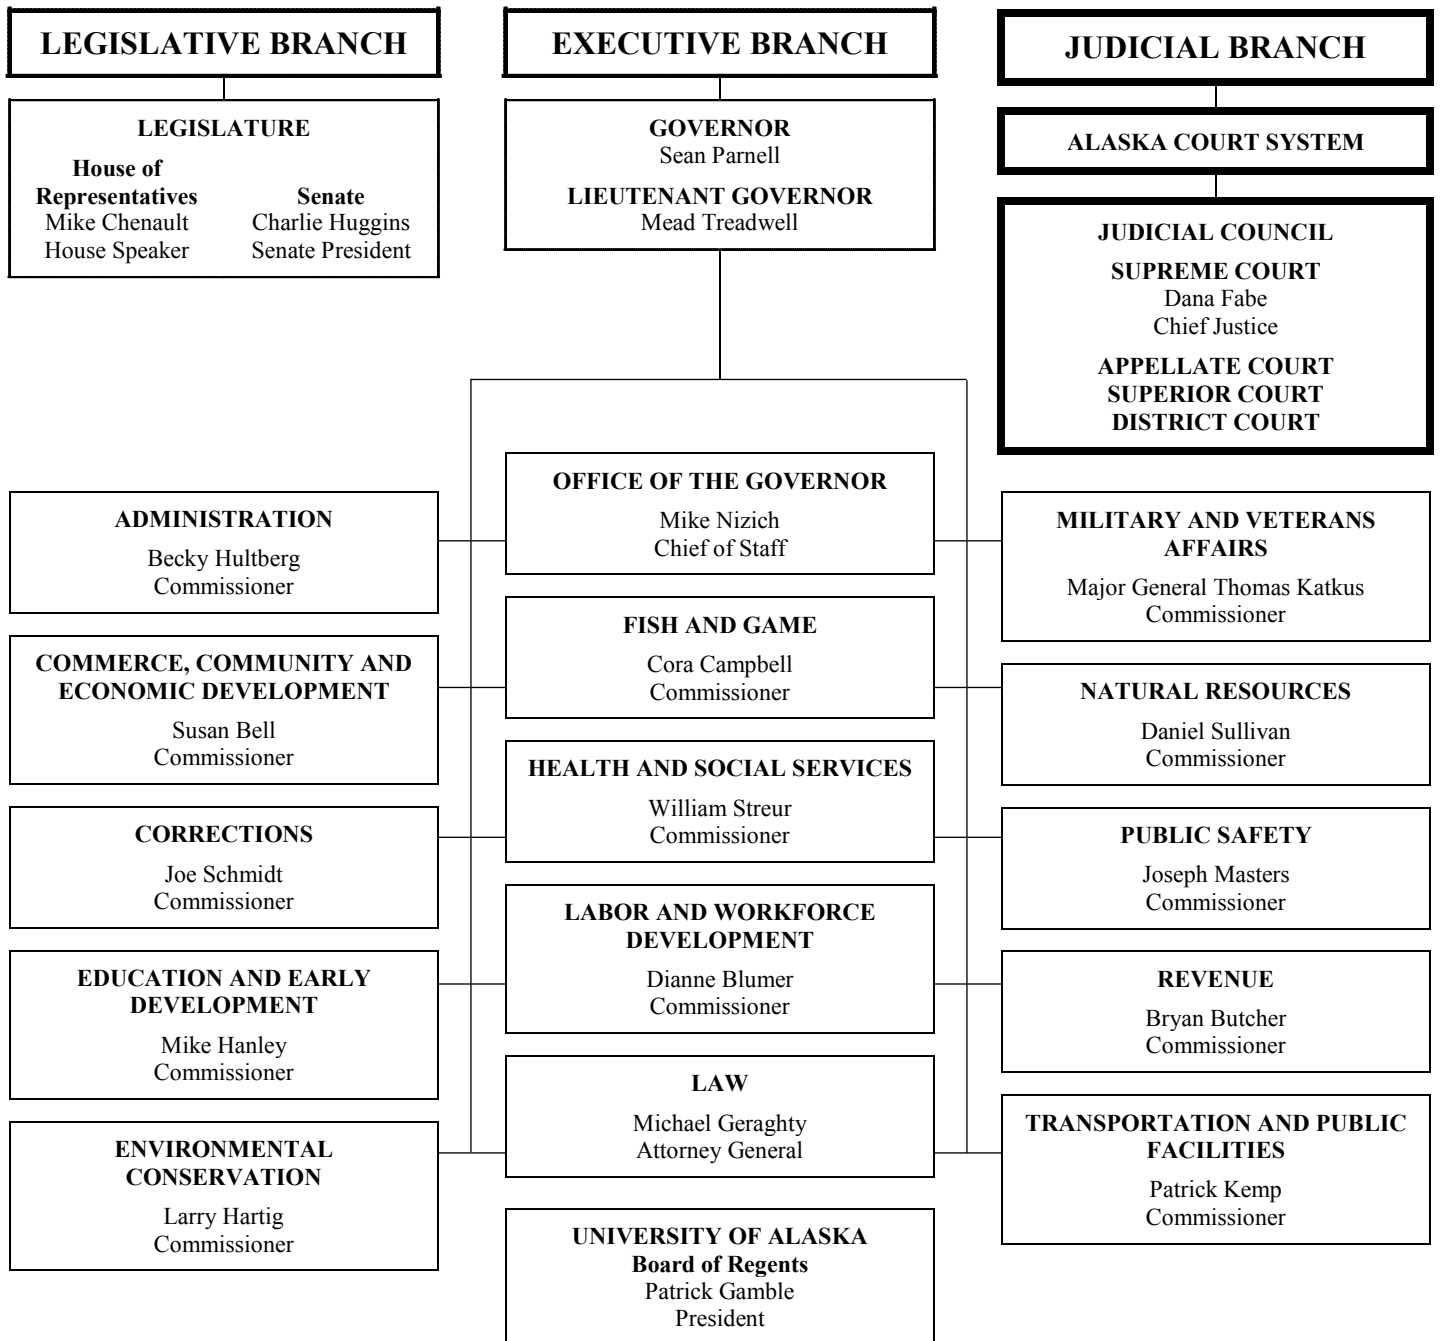 LEGISLATIVE BRANCH
EXECUTIVE BRANCH
JUDICIAL BRANCH
LEGISLATURE
House of
Representatives
Mike Chenault
House Speaker
Senate
Charlie Huggins
Senate President
GOVERNOR
Sean Parnell
LIEUTENANT GOVERNOR
Mead Treadwell
ALASKA COURT SYSTEM
JUDICIAL COUNCIL
SUPREME COURT
Dana Fabe
Chief Justice
APPELLATE COURT
SUPERIOR COURT
DISTRICT COURT
ADMINISTRATION
Becky Hultberg
Commissioner
COMMERCE, COMMUNITY AND
ECONOMIC DEVELOPMENT
Susan Bell
Commissioner
CORRECTIONS
Joe Schmidt
Commissioner
EDUCATION AND EARLY
DEVELOPMENT
Mike Hanley
Commissioner
ENVIRONMENTAL
CONSERVATION
Larry Hartig
Commissioner
OFFICE OF THE GOVERNOR
Mike Nizich
Chief of Staff
FISH AND GAME
Cora Campbell
Commissioner
HEALTH AND SOCIAL SERVICES
William Streur
Commissioner
LABOR AND WORKFORCE
DEVELOPMENT
Dianne Blumer
Commissioner
LAW
Michael Geraghty
Attorney General
UNIVERSITY OF ALASKA
Board of Regents
Patrick Gamble
President
MILITARY AND VETERANS
AFFAIRS
Major General Thomas Katkus
Commissioner
NATURAL RESOURCES
Daniel Sullivan
Commissioner
PUBLIC SAFETY
Joseph Masters
Commissioner
REVENUE
Bryan Butcher
Commissioner
TRANSPORTATION AND PUBLIC
FACILITIES
Patrick Kemp
Commissioner